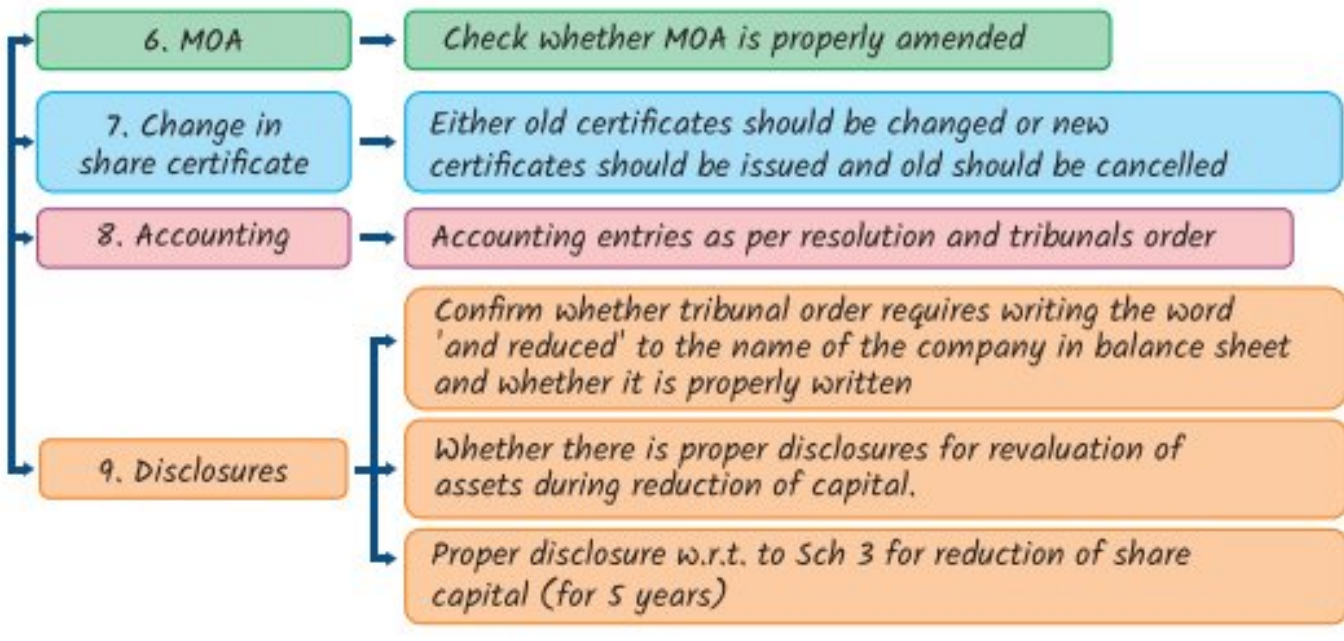 6. MOA
Check whether MOA is properly amended
7. Change in
share certificate
Either old certificates should be changed or new
certificates should be issued and old should be cancelled
8. Accounting
Accounting entries as per resolution and tribunals order
9. Disclosures
Confirm whether tribunal order requires writing the word
'and reduced' to the name of the company in balance sheet
and whether it is properly written
Whether there is proper disclosures for revaluation of
assets during reduction of capital.
Proper disclosure w.r.t. to Sch 3 for reduction of share
capital (for 5 years)